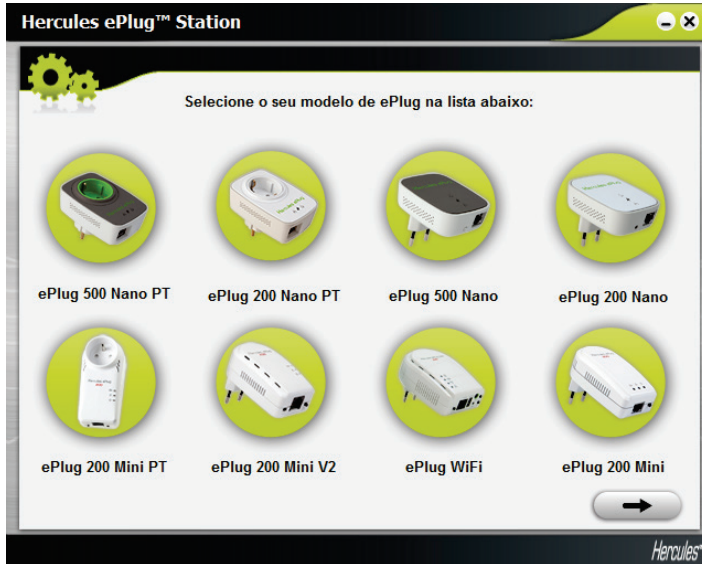 Hercules ePlug™ Station
Selecione o seu modelo de ePlug na lista abaixo:
ePlug 500 Nano PT
ePlug 200 Nano PT
ePlug 500 Nano
ePlug 200 Nano
ePlug 200 Mini PT
ePlug 200 Mini V2
ePlug WiFi
ePlug 200 Mini
Hercules™